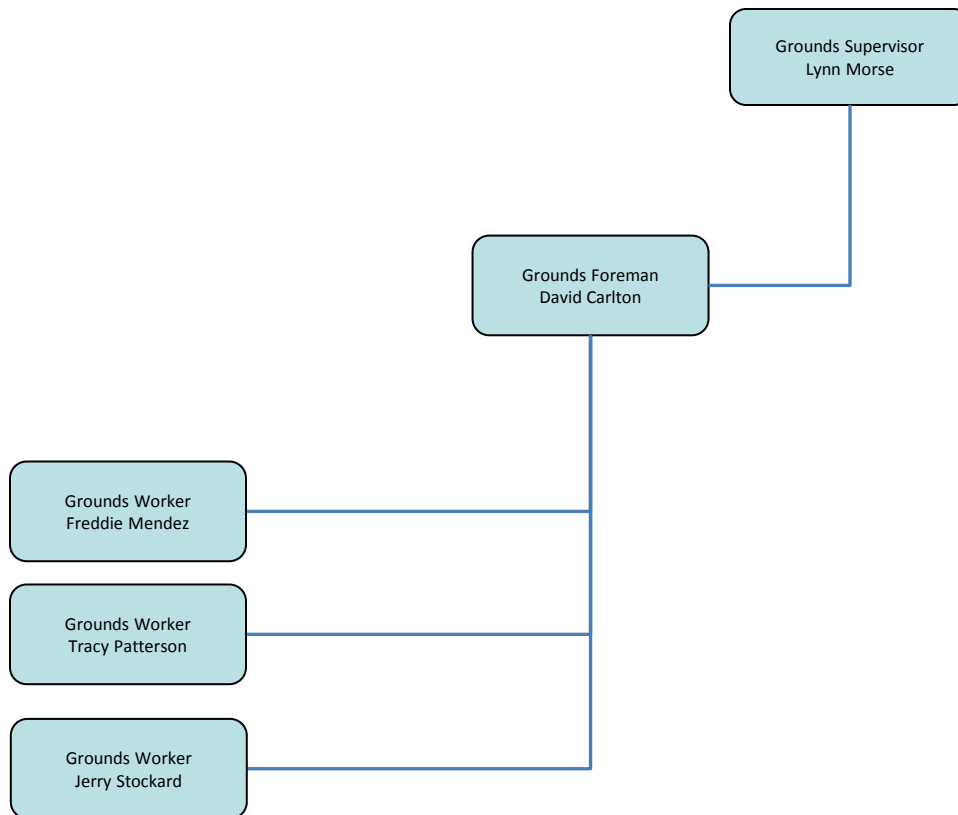 Grounds Supervisor
Lynn Morse
Grounds Foreman
David Carlton
Grounds Worker
Freddie Mendez
Grounds Worker
Tracy Patterson
Grounds Worker
Jerry Stockard